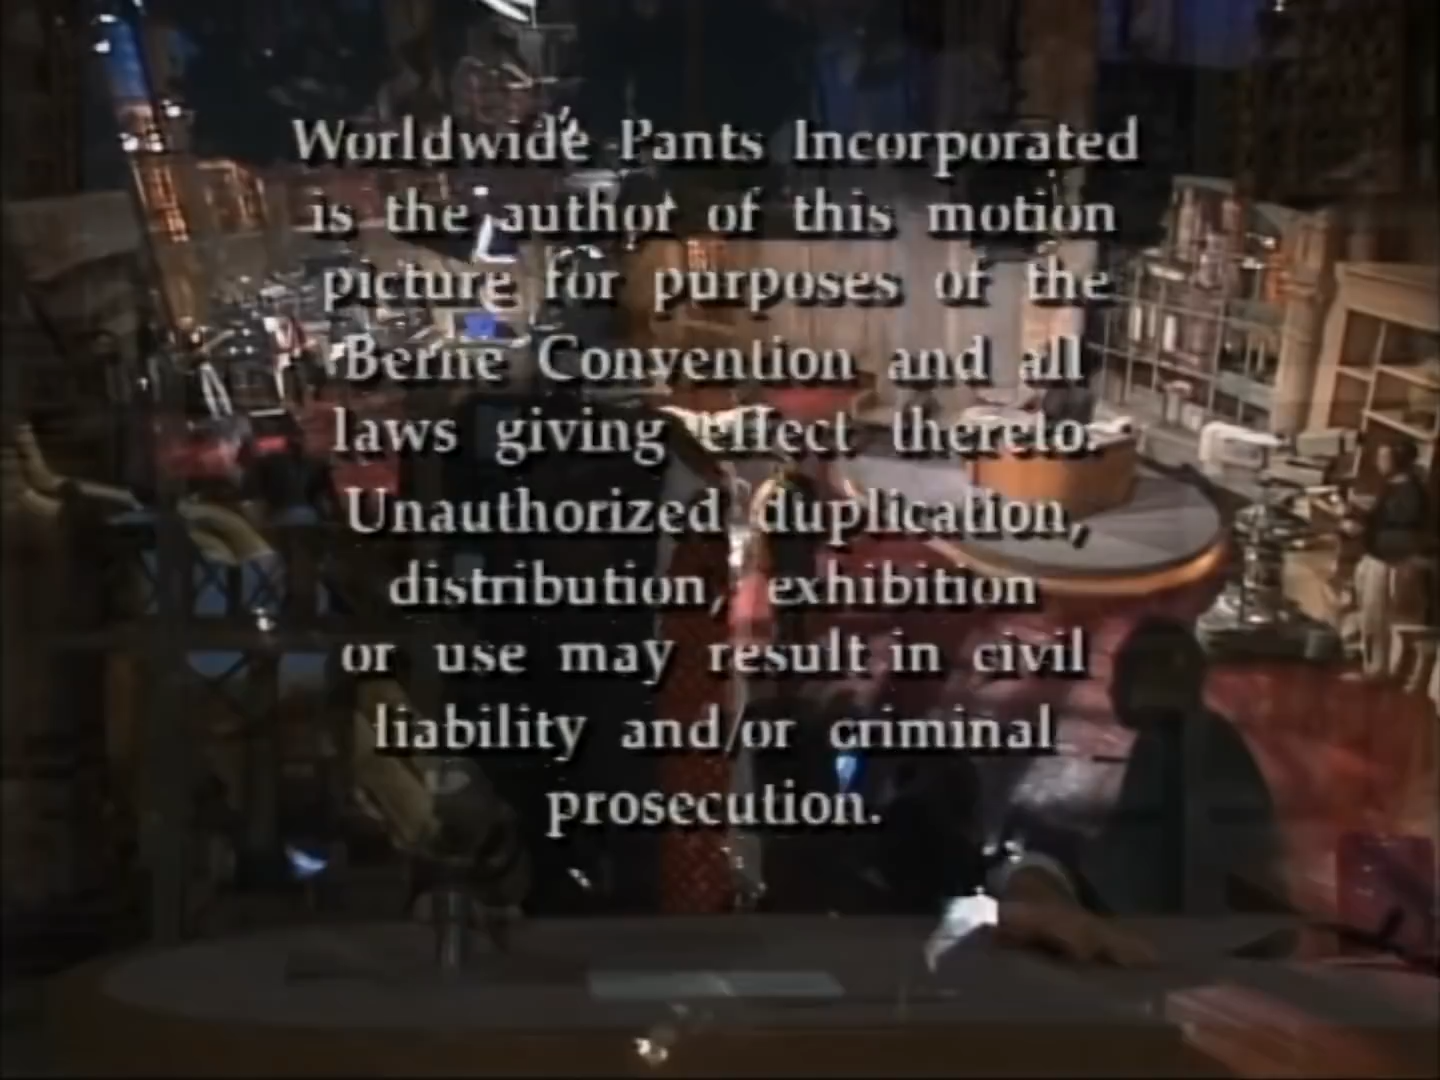 Worldwide Pants Incorporated
is the author of this motion
picture for purposes of the
Berne Convention and all
laws giving effect thereto.
Unauthorized duplication,
distribution, exhibition
or use may result in civil
liability and/or criminal
prosecution.